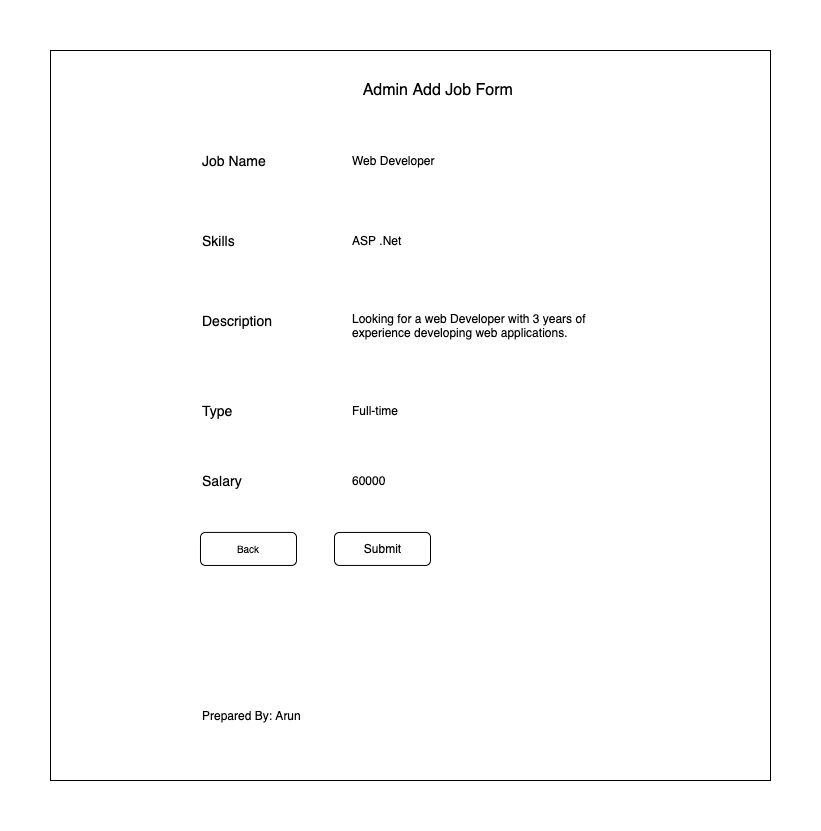 Admin Add Job Form
Job Name
Web Developer
Skills
ASP .Net
Description
Looking for a web Developer with 3 years of
experience developing web applications.
Type
Full-time
Salary
60000
Back
Submit
Prepared By: Arun